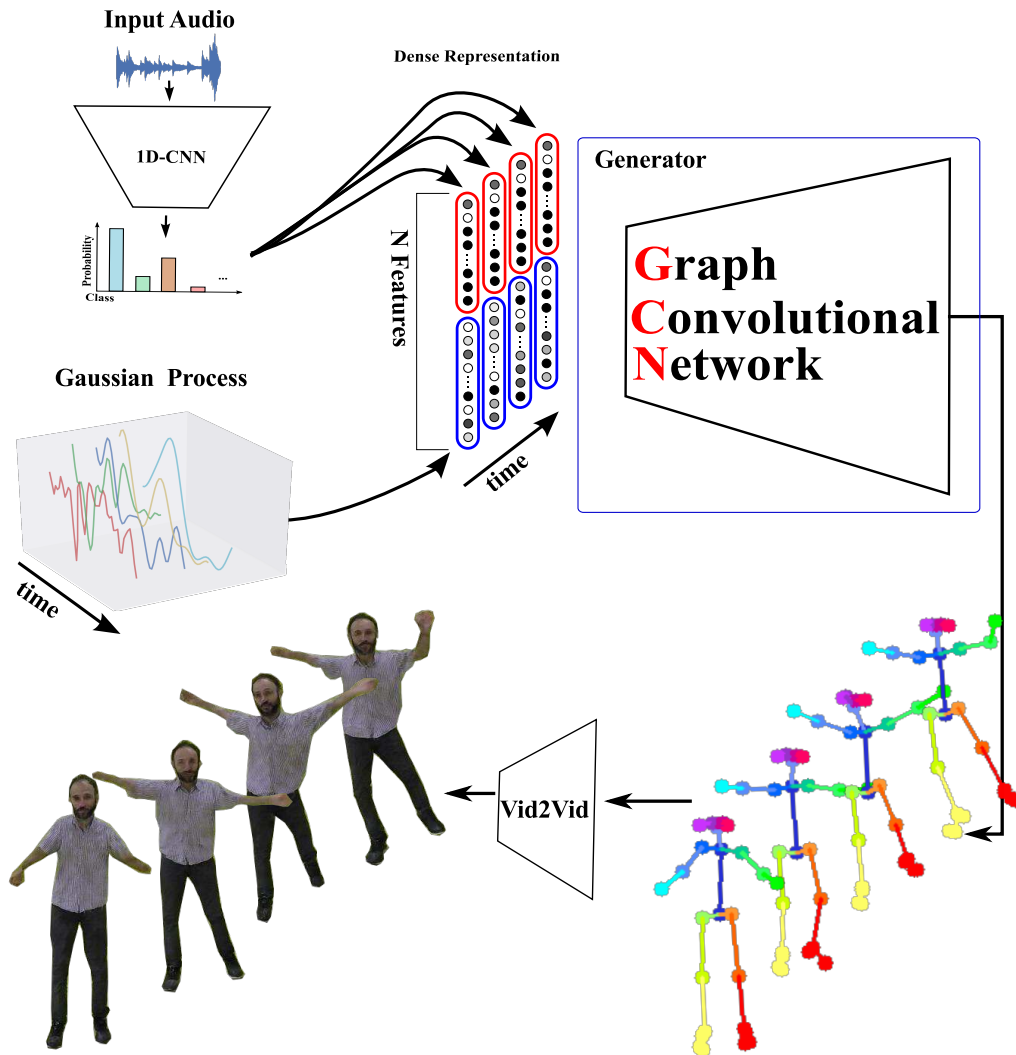 Input Audio
1D-CNN
Probability
...
Class
Dense Representation
N Features
time
Generator
Graph
Convolutional
Network
Gaussian Process
time
Vid2Vid